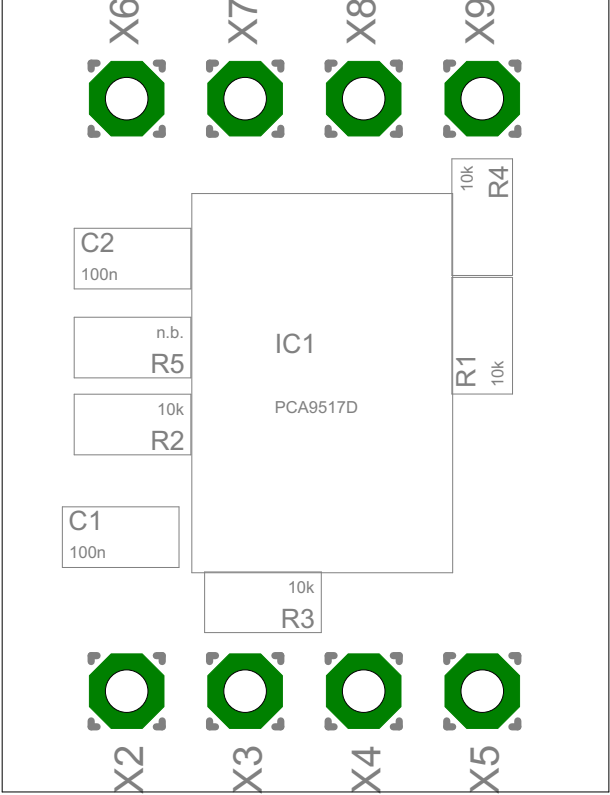 X6
X7
X8
X9
10k
R4
C2
100n
n.b.
R5
IC1
R1
10k
10k
R2
PCA9517D
C1
100n
10k
R3
X2
X3
X4
X5